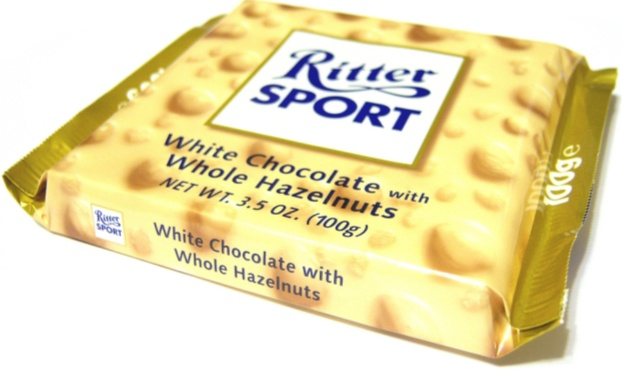 Ritter
SPORT
White Chocolate with
Whole Hazelnuts
NET WT. 3.5 OZ. (100g)
Ritter
SPORT
White Chocolate with
Whole Hazelnuts
100g e